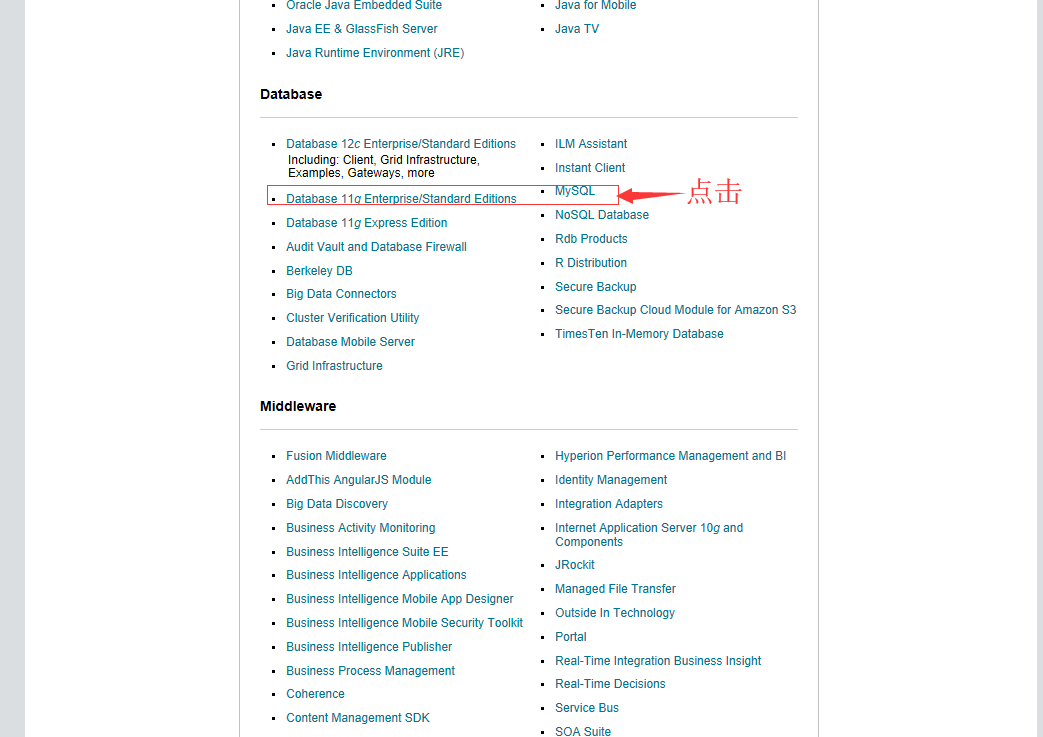 Oracle Java Embedded Suite
Java EE & GlassFish Server
Java Runtime Environment (JRE)
Java for Mobile
Java TV
Database
Database 12c Enterprise/Standard Editions
Including: Client, Grid Infrastructure,
Examples, Gateways, more
Database 11g Enterprise/Standard Editions
Database 11g Express Edition
Audit Vault and Database Firewall
Berkeley DB
Big Data Connectors
Cluster Verification Utility
Database Mobile Server
Grid Infrastructure
ILM Assistant
Instant Client
MySQL
点击
NoSQL Database
Rdb Products
R Distribution
Secure Backup
Secure Backup Cloud Module for Amazon S3
TimesTen In-Memory Database
Middleware
Fusion Middleware
AddThis AngularJS Module
Big Data Discovery
Business Activity Monitoring
Business Intelligence Suite EE
Business Intelligence Applications
Business Intelligence Mobile App Designer
Business Intelligence Mobile Security Toolkit
Business Intelligence Publisher
Business Process Management
Coherence
Content Management SDK
Hyperion Performance Management and BI
Identity Management
Integration Adapters
Internet Application Server 10g and
Components
JRockit
Managed File Transfer
Outside In Technology
Portal
Real-Time Integration Business Insight
Real-Time Decisions
Service Bus
SOA Suite